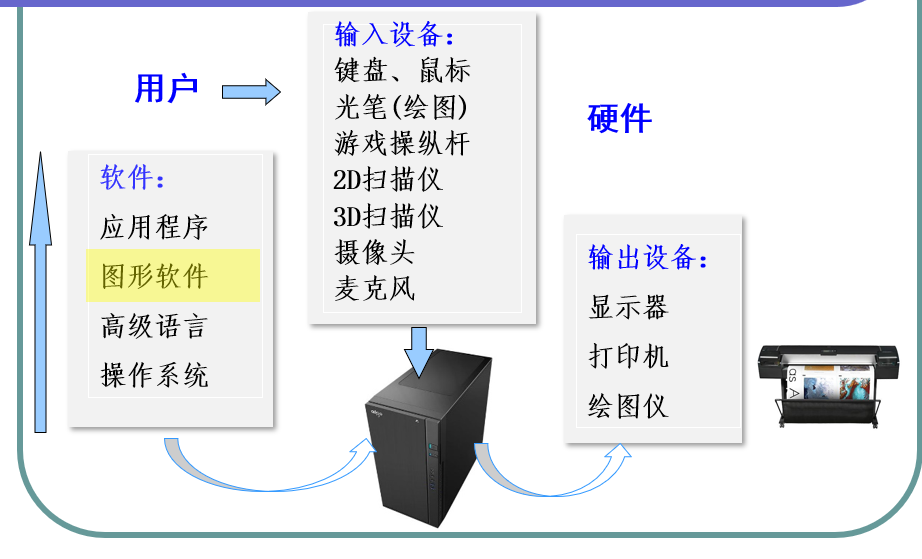 用户
输入设备：
键盘、鼠标
光笔(绘图)
游戏操纵杆
2D扫描仪
3D扫描仪
摄像头
麦克风
硬件
软件：
应用程序
图形软件
高级语言
操作系统
输出设备：
显示器
打印机
绘图仪